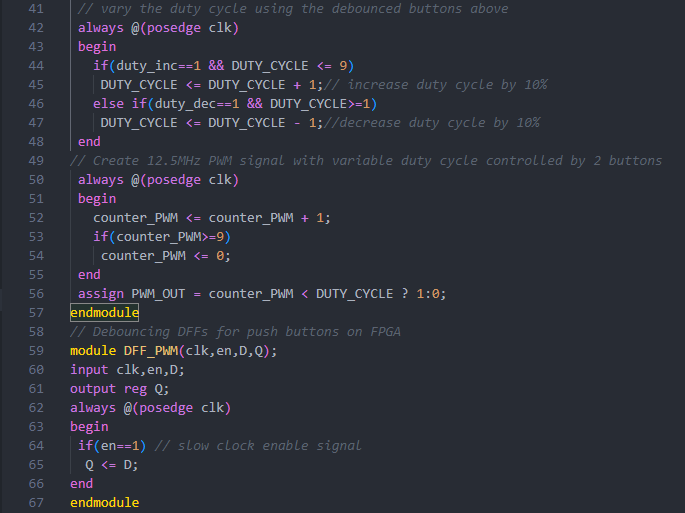 41 // vary the duty cycle using the debounced buttons above
42 always @(posedge clk)
43 begin
44 if(duty_inc==1 && DUTY_CYCLE <= 9)
45 DUTY_CYCLE <= DUTY_CYCLE + 1;// increase duty cycle by 10%
46 else if(duty_dec==1 && DUTY_CYCLE>=1)
47 DUTY_CYCLE <= DUTY_CYCLE - 1;//decrease duty cycle by 10%
48 end
49 // Create 12.5MHz PWM signal with variable duty cycle controlled by 2 buttons
50 always @(posedge clk)
51 begin
52 counter_PWM <= counter_PWM + 1;
53 if(counter_PWM>=9)
54 counter_PWM <= 0;
55 end
56 assign PWM_OUT = counter_PWM < DUTY_CYCLE ? 1:0;
57 endmodule
58 // Debouncing DFFs for push buttons on FPGA
59 module DFF_PWM(clk,en,D,Q);
60 input clk,en,D;
61 output reg Q;
62 always @(posedge clk)
63 begin
64 if(en==1) // slow clock enable signal
65 Q <= D;
66 end
67 endmodule